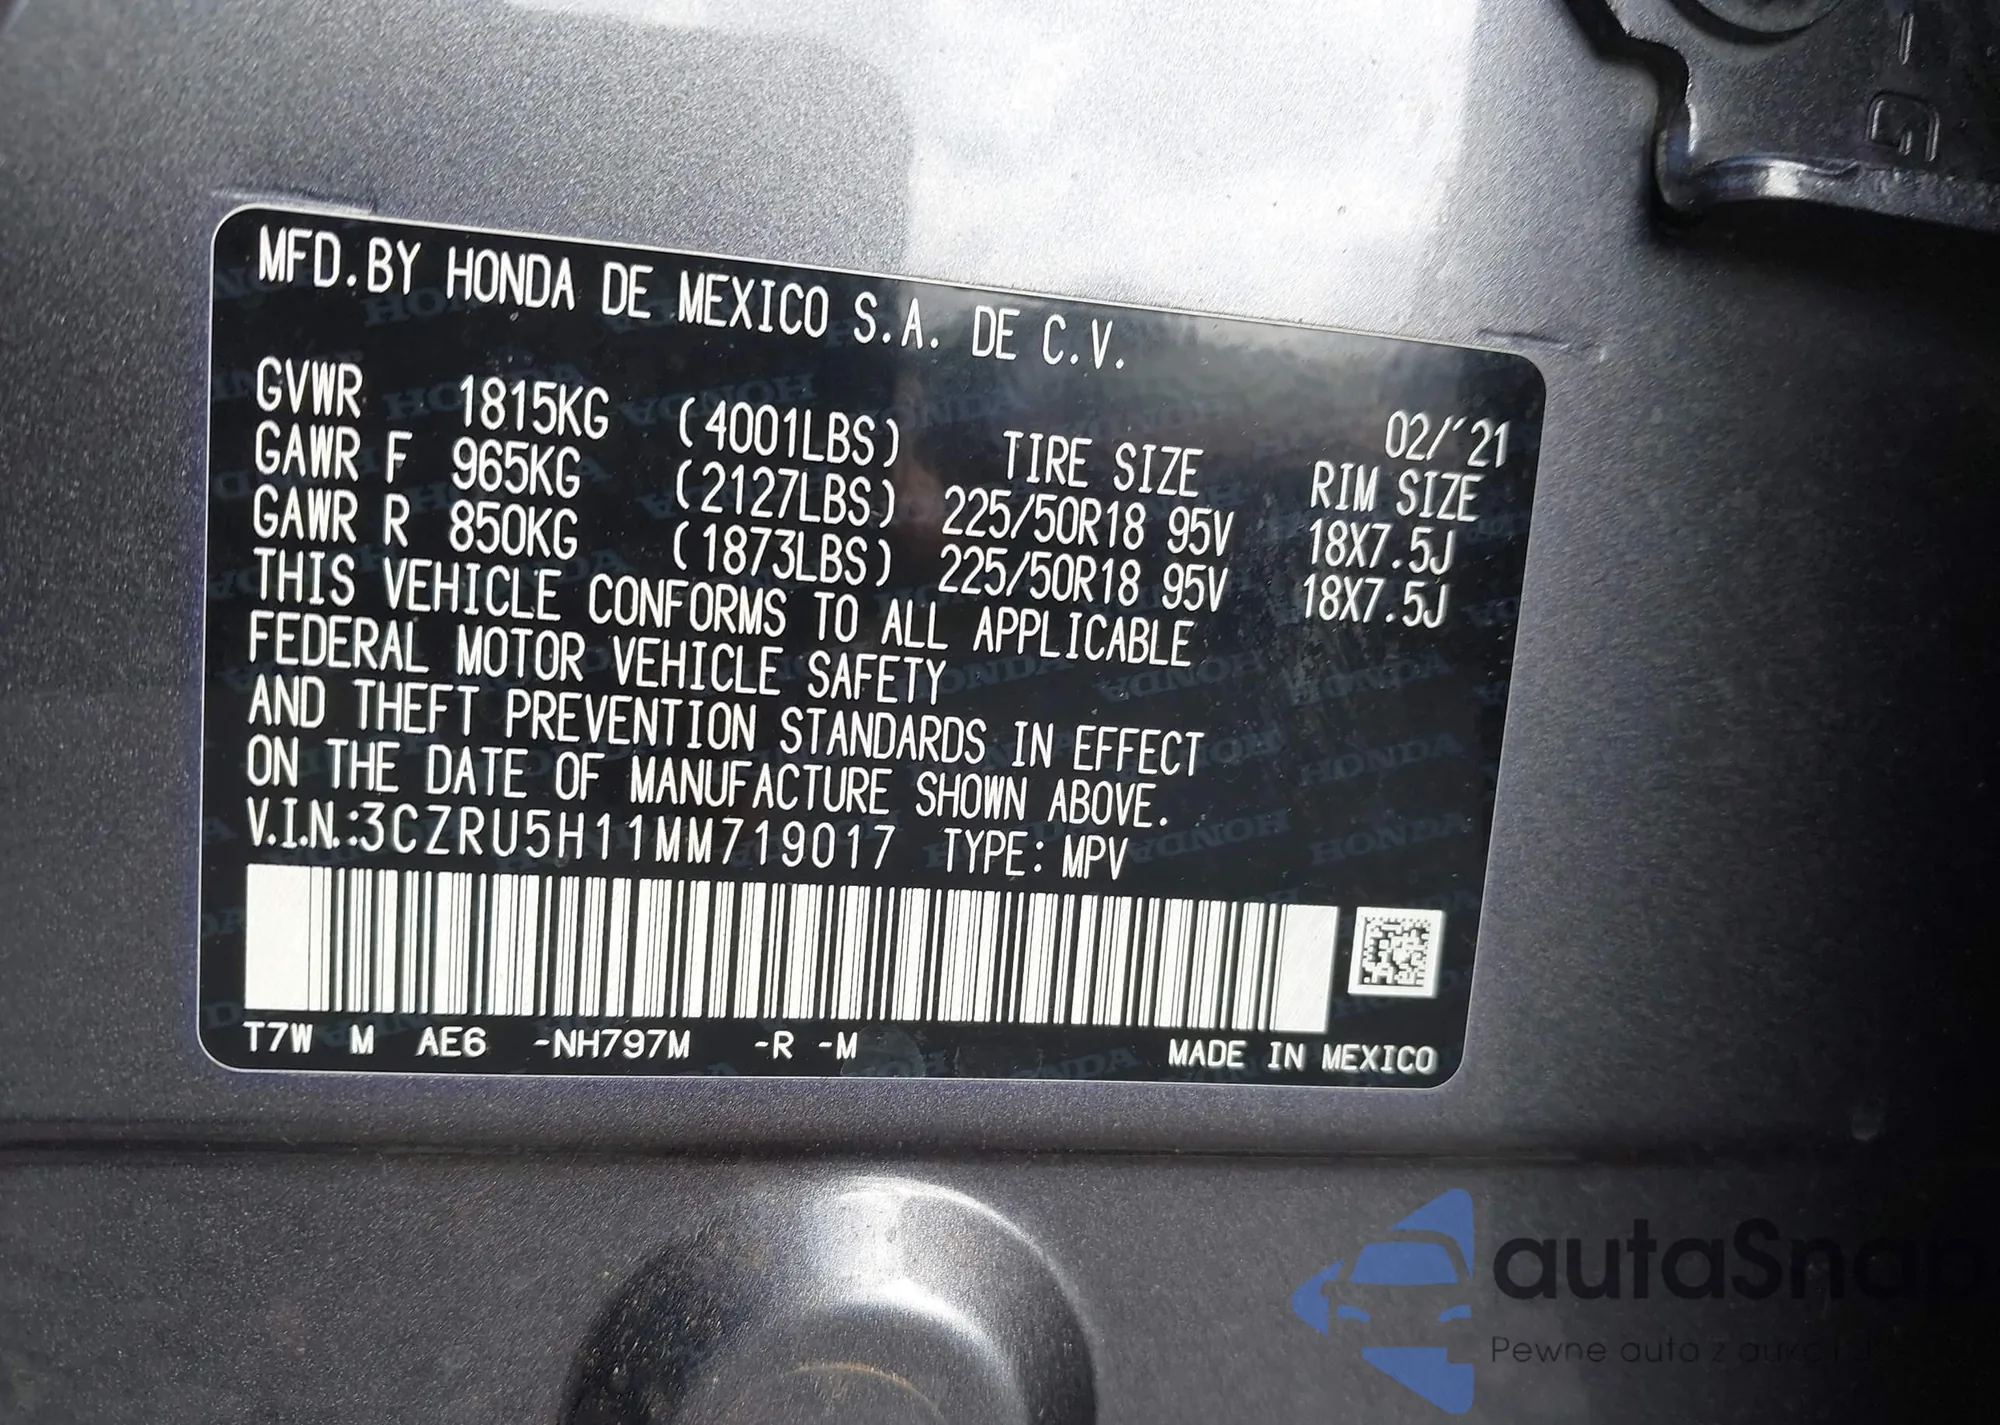 MFD.BY HONDA DE MEXICO S.A. DE C.V.
02/'21
GVWR 1815KG (4001LBS) TIRE SIZE RIM SIZE
GAWR F 965KG (2127LBS) 225/50R18 95V 18X7.5J
GAWR R 850KG (1873LBS) 225/50R18 95V 18X7.5J
THIS VEHICLE CONFORMS TO ALL APPLICABLE
FEDERAL MOTOR VEHICLE SAFETY
AND THEFT PREVENTION STANDARDS IN EFFECT
ON THE DATE OF MANUFACTURE SHOWN ABOVE.
V.I.N.:3CZRU5H11MM719017 TYPE: MPV
T7W M AE6 -NH797M -R -M MADE IN MEXICO
autaSnap
Pewne auta z aukcji